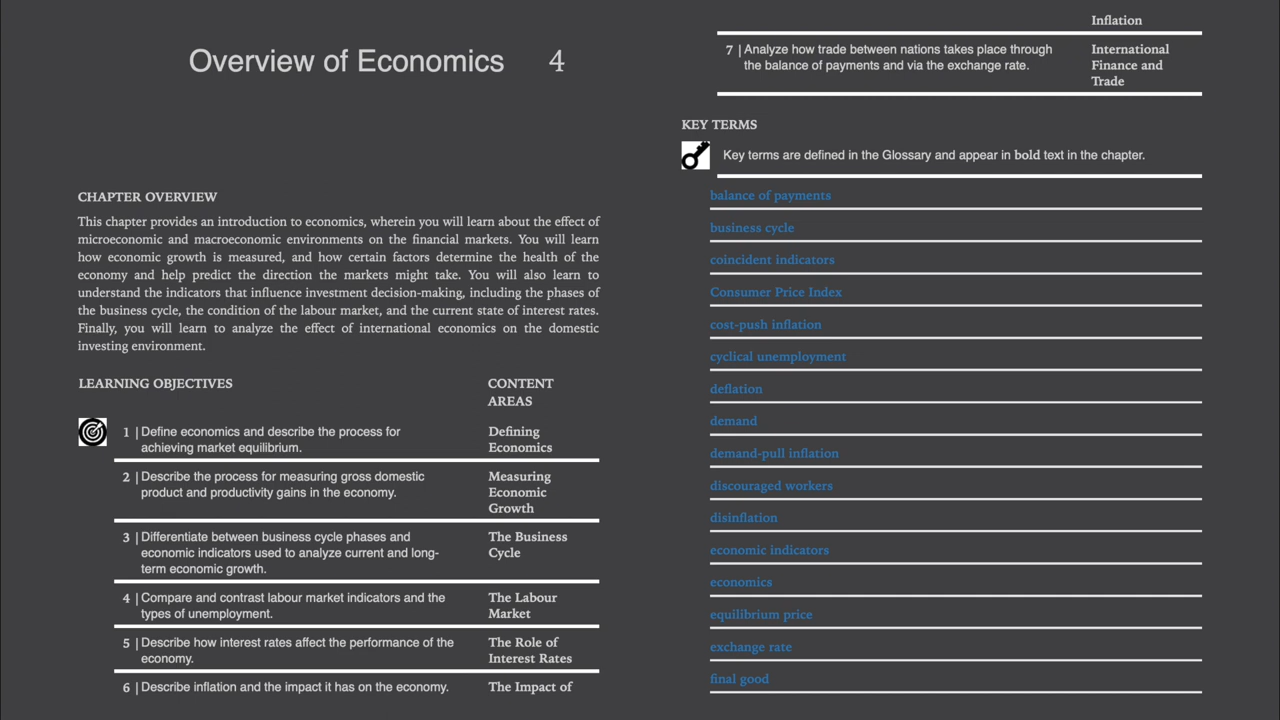 Overview of Economics 4
CHAPTER OVERVIEW
This chapter provides an introduction to economics, wherein you will learn about the effect of
microeconomic and macroeconomic environments on the financial markets. You will learn
how economic growth is measured, and how certain factors determine the health of the
economy and help predict the direction the markets might take. You will also learn to
understand the indicators that influence investment decision-making, including the phases of
the business cycle, the condition of the labour market, and the current state of interest rates.
Finally, you will learn to analyze the effect of international economics on the domestic
investing environment.
LEARNING OBJECTIVES
CONTENT
AREAS
1 | Define economics and describe the process for
achieving market equilibrium.
Defining
Economics
2 | Describe the process for measuring gross domestic
product and productivity gains in the economy.
Measuring
Economic
Growth
3 | Differentiate between business cycle phases and
economic indicators used to analyze current and long-
term economic growth.
The Business
Cycle
4 | Compare and contrast labour market indicators and the
types of unemployment.
The Labour
Market
5 | Describe how interest rates affect the performance of the
economy.
The Role of
Interest Rates
6 | Describe inflation and the impact it has on the economy.
The Impact of
Inflation
7 | Analyze how trade between nations takes place through
the balance of payments and via the exchange rate.
International
Finance and
Trade
KEY TERMS
Key terms are defined in the Glossary and appear in bold text in the chapter.
balance of payments
business cycle
coincident indicators
Consumer Price Index
cost-push inflation
cyclical unemployment
deflation
demand
demand-pull inflation
discouraged workers
disinflation
economic indicators
economics
equilibrium price
exchange rate
final good